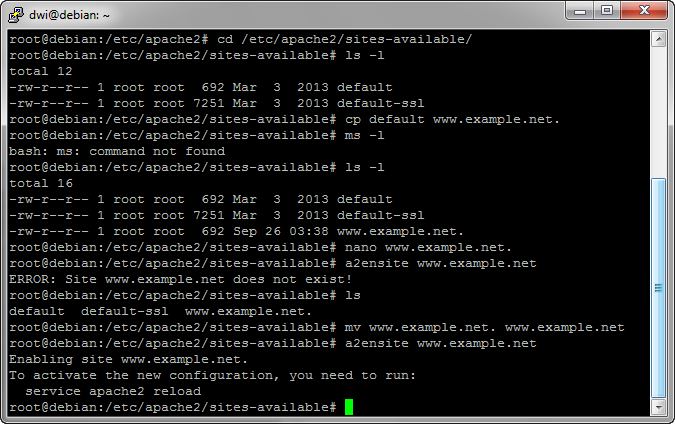 dwi@debian: ~
root@debian:/etc/apache2# cd /etc/apache2/sites-available/
root@debian:/etc/apache2/sites-available# ls -l
total 12
-rw-r--r-- 1 root root  692 Mar  3  2013 default
-rw-r--r-- 1 root root 7251 Mar  3  2013 default-ssl
root@debian:/etc/apache2/sites-available# cp default www.example.net.
root@debian:/etc/apache2/sites-available# ms -l
bash: ms: command not found
root@debian:/etc/apache2/sites-available# ls -l
total 16
-rw-r--r-- 1 root root  692 Mar  3  2013 default
-rw-r--r-- 1 root root 7251 Mar  3  2013 default-ssl
-rw-r--r-- 1 root root  692 Sep 26 03:38 www.example.net.
root@debian:/etc/apache2/sites-available# nano www.example.net.
root@debian:/etc/apache2/sites-available# a2ensite www.example.net
ERROR: Site www.example.net does not exist!
root@debian:/etc/apache2/sites-available# ls
default  default-ssl  www.example.net.
root@debian:/etc/apache2/sites-available# mv www.example.net. www.example.net
root@debian:/etc/apache2/sites-available# a2ensite www.example.net
Enabling site www.example.net.
To activate the new configuration, you need to run:
  service apache2 reload
root@debian:/etc/apache2/sites-available#